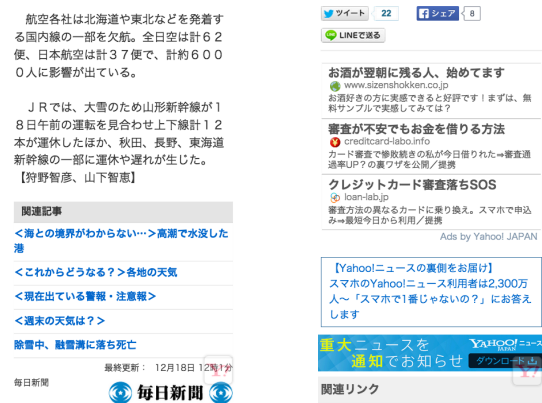 航空各社は北海道や東北などを発着す
る国内線の一部を欠航。全日空は計６２
便、日本航空は計３７便で、計約６００
０人に影響が出ている。
ＪＲでは、大雪のため山形新幹線が１
８日午前の運転を見合わせ上下線計１２
本が運休したほか、秋田、長野、東海道
新幹線の一部に運休や遅れが生じた。
【狩野智彦、山下智恵】
関連記事
＜海との境界がわからない…＞高潮で水没した
港
＜これからどうなる？＞各地の天気
＜現在出ている警報・注意報＞
＜週末の天気は？＞
除雪中、融雪溝に落ち死亡
最終更新： 12月18日 12時1分
毎日新聞
毎日新聞
ツイート 22 シェア 8
LINEで送る
お酒が翌朝に残る人、始めてます
www.sizenshokken.co.jp
お酒好きの方に実感できると好評です！まずは、無
料サンプルで実感してみては？
審査が不安でもお金を借りる方法
creditcard-labo.info
カード審査で惨敗続きの私が今日借りれた⇒審査通
過率UP？の裏ワザを公開／提携
クレジットカード審査落ちSOS
loan-lab.jp
審査方法の異なるカードに乗り換え。スマホで申込
み⇒最短今日から利用／提携
Ads by Yahoo! JAPAN
【Yahoo!ニュースの裏側をお届け】
スマホのYahoo!ニュース利用者は2,300万
人～「スマホで1番じゃないの？」にお答え
します
重大ニュースを
通知でお知らせ
YAHOO!ニュース
JAPAN
ダウンロード
関連リンク